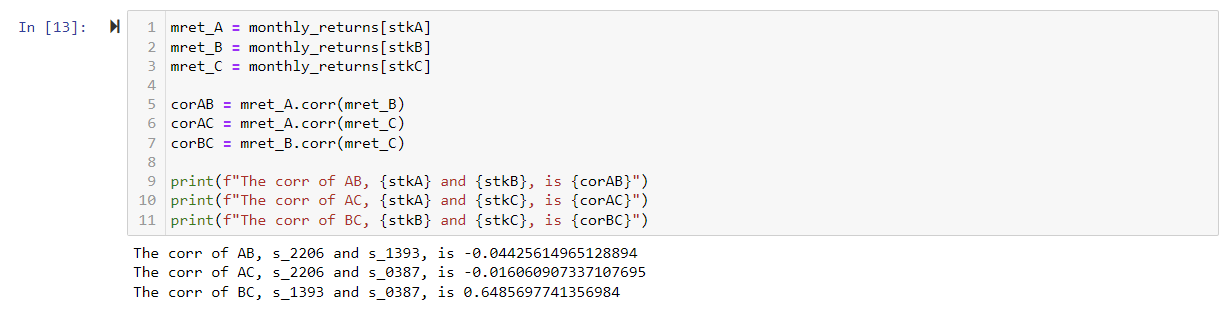 In [13]:
1 mret_A = monthly_returns[stkA]
2 mret_B = monthly_returns[stkB]
3 mret_C = monthly_returns[stkC]
4
5 corAB = mret_A.corr(mret_B)
6 corAC = mret_A.corr(mret_C)
7 corBC = mret_B.corr(mret_C)
8
9 print(f"The corr of AB, {stkA} and {stkB}, is {corAB}")
10 print(f"The corr of AC, {stkA} and {stkC}, is {corAC}")
11 print(f"The corr of BC, {stkB} and {stkC}, is {corBC}")
The corr of AB, s_2206 and s_1393, is -0.04425614965128894
The corr of AC, s_2206 and s_0387, is -0.016060907337107695
The corr of BC, s_1393 and s_0387, is 0.6485697741356984